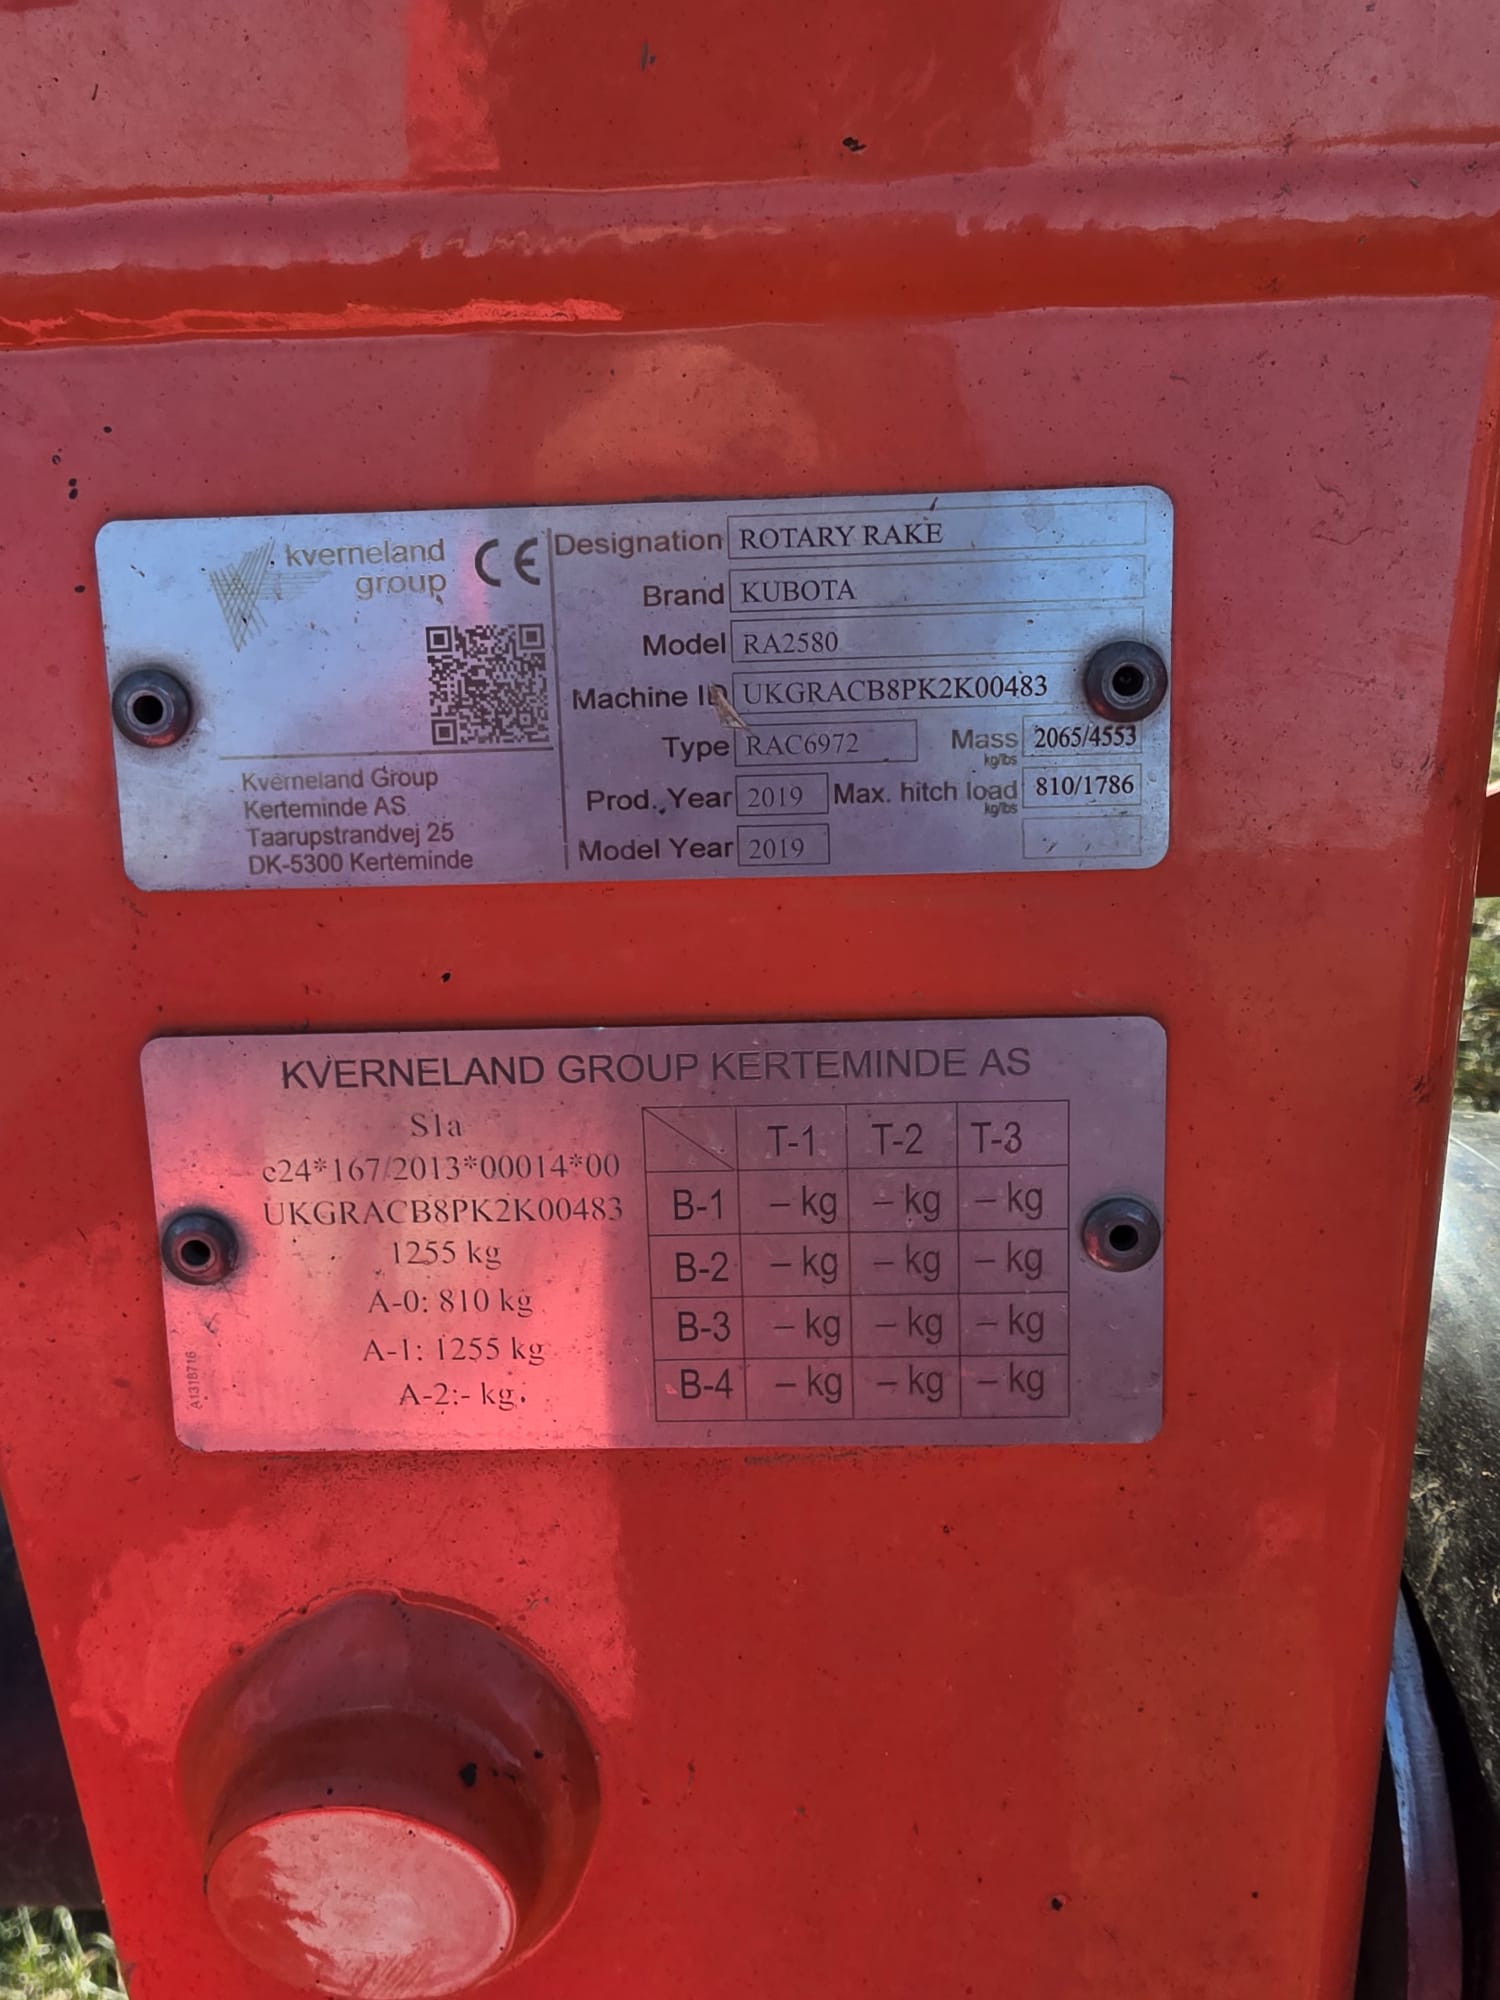 kverneland
group
CE
Kverneland Group
Kerteminde AS
Taarupstrandvej 25
DK-5300 Kerteminde
Designation ROTARY RAKE
Brand KUBOTA
Model RA2580
Machine ID UKGRACB8PK2K00483
Type RAC6972 Mass kg/lbs 2065/4553
Prod. Year 2019 Max. hitch load kg/lbs 810/1786
Model Year 2019
KVERNELAND GROUP KERTEMINDE AS
S1a
e24*167/2013*00014*00
UKGRACB8PK2K00483
1255 kg
A-0: 810 kg
A-1: 1255 kg
A-2:- kg
A1318716
T-1 T-2 T-3
B-1 – kg – kg – kg
B-2 – kg – kg – kg
B-3 – kg – kg – kg
B-4 – kg – kg – kg